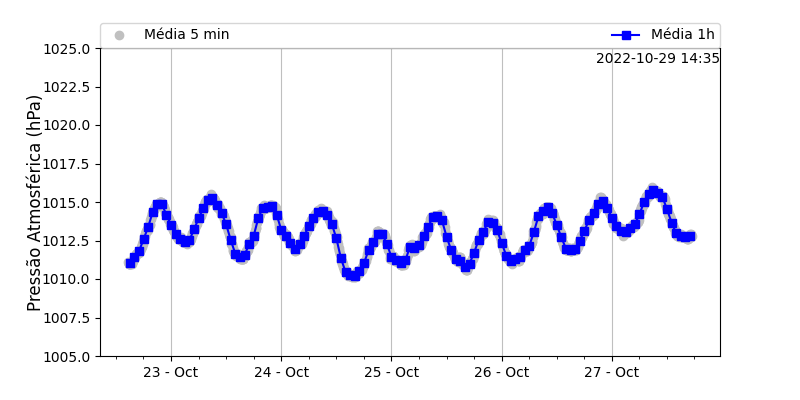 Média 5 min
Média 1h
2022-10-29 14:35
Pressão Atmosférica (hPa)
1025.0
1022.5
1020.0
1017.5
1015.0
1012.5
1010.0
1007.5
1005.0
23 - Oct
24 - Oct
25 - Oct
26 - Oct
27 - Oct